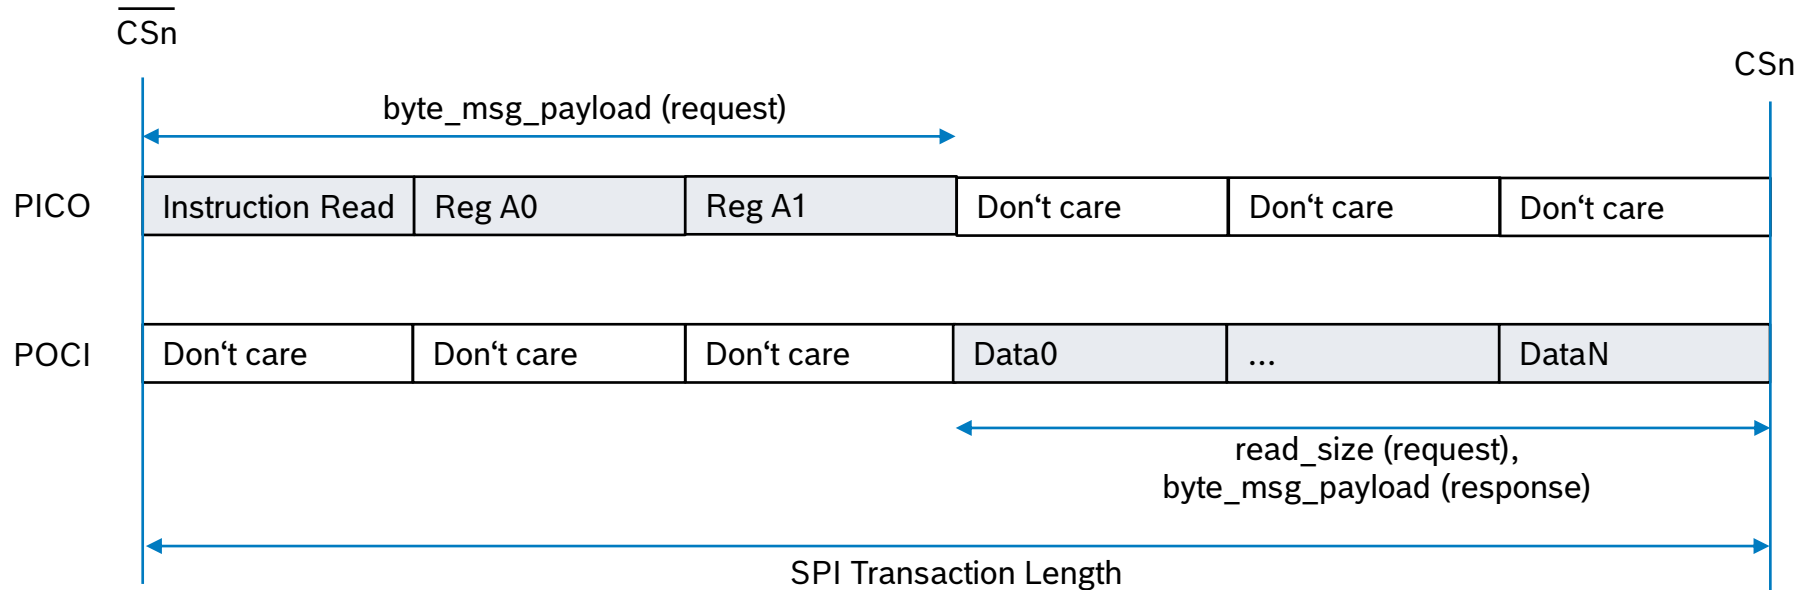 CSn
CSn
byte_msg_payload (request)
PICO Instruction Read Reg A0 Reg A1 Don‘t care Don‘t care Don‘t care
POCI Don‘t care Don‘t care Don‘t care Data0 ... DataN
read_size (request),
byte_msg_payload (response)
SPI Transaction Length